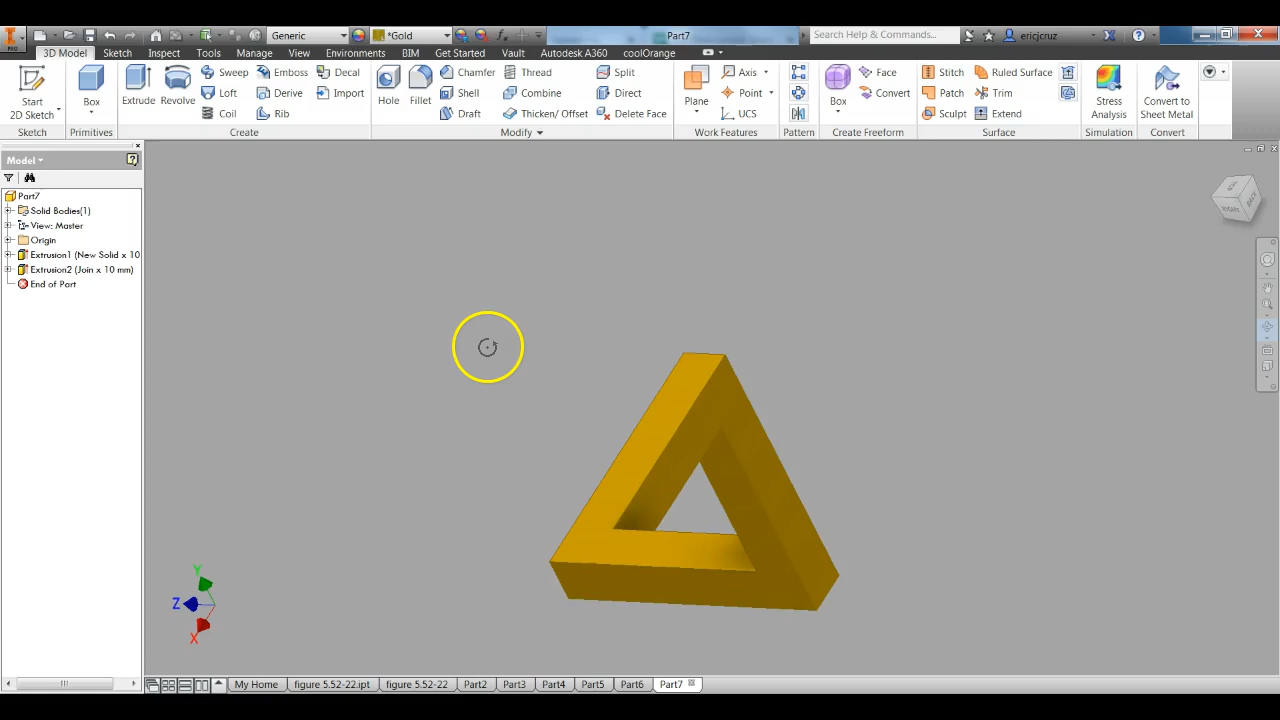 PRO Generic *Gold fx Part7 Search Help & Commands... ericjcruz
3D Model Sketch Inspect Tools Manage View Environments BIM Get Started Vault Autodesk A360 coolOrange
Sweep Emboss Decal Chamfer Thread Split Axis Face Stitch Ruled Surface
Start 2D Sketch Box Extrude Revolve Loft Derive Import Hole Fillet Shell Combine Direct Plane Point Box Convert Patch Trim Stress Analysis Convert to Sheet Metal
Coil Rib Draft Thicken/ Offset Delete Face UCS Sculpt Extend
Sketch Primitives Create Modify Work Features Pattern Create Freeform Surface Simulation Convert
Model
Part7
Solid Bodies(1)
View: Master
Origin
Extrusion1 (New Solid x 10
Extrusion2 (Join x 10 mm)
End of Part
RIGHT BACK
Y
Z
X
My Home figure 5.52-22.ipt figure 5.52-22 Part2 Part3 Part4 Part5 Part6 Part7